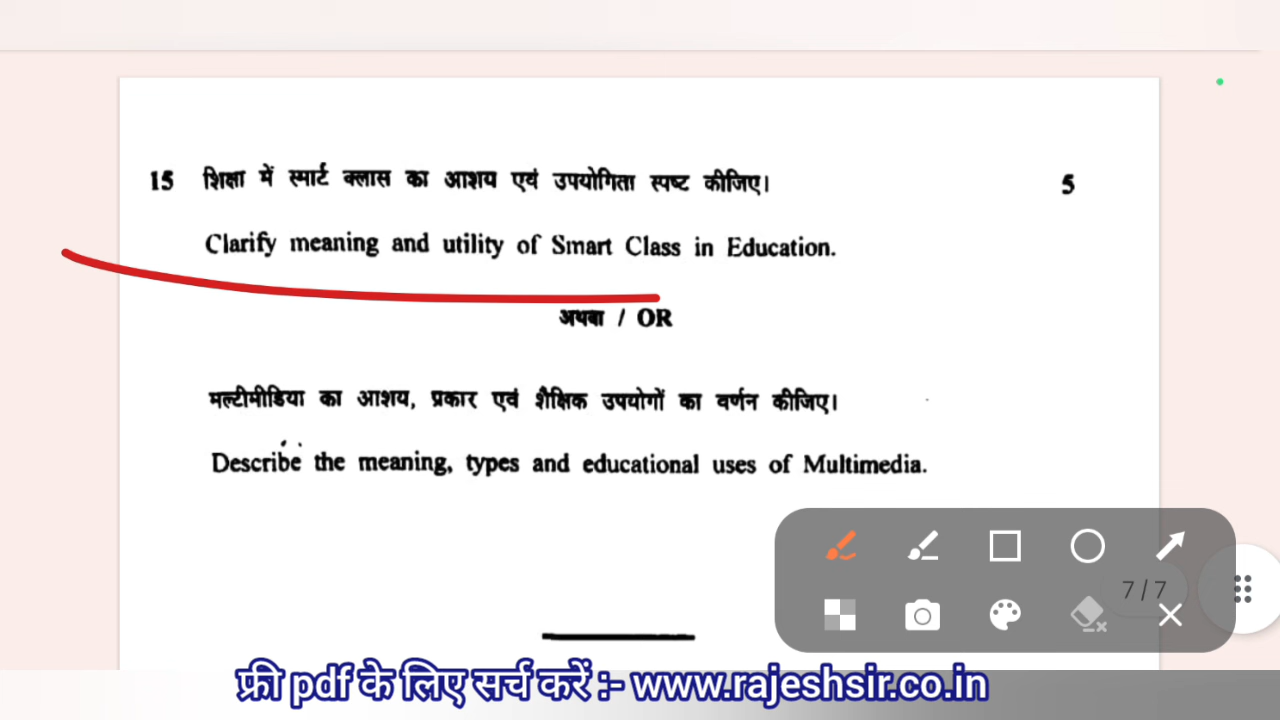 15 शिक्षा में स्मार्ट क्लास का आशय एवं उपयोगिता स्पष्ट कीजिए। 5
Clarify meaning and utility of Smart Class in Education.
अथवा / OR
मल्टीमीडिया का आशय, प्रकार एवं शैक्षिक उपयोगों का वर्णन कीजिए।
Describe the meaning, types and educational uses of Multimedia.
7 / 7
फ्री pdf के लिए सर्च करें :- www.rajeshsir.co.in